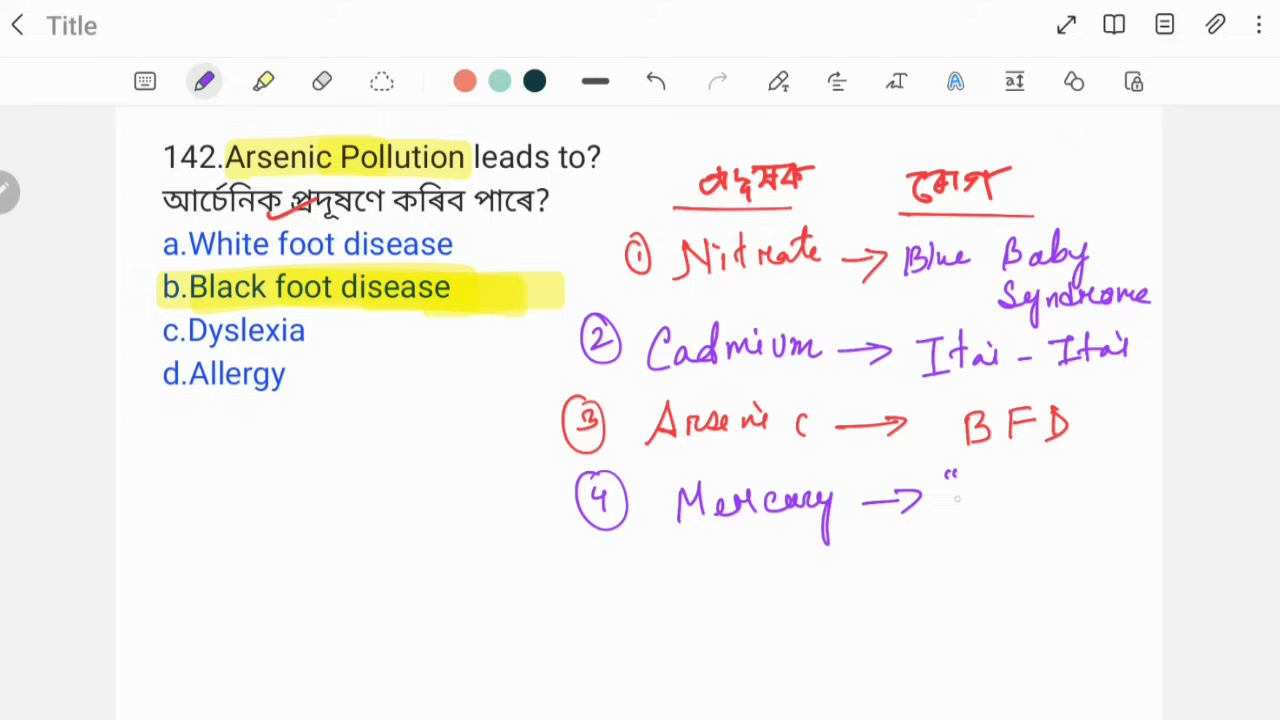 Title
142.Arsenic Pollution leads to?
আৰ্চেনিক প্ৰদূষণে কৰিব পাৰে?
a.White foot disease
b.Black foot disease
c.Dyslexia
d.Allergy
প্ৰদূষক ৰোগ
① Nitrate → Blue Baby Syndrome
② Cadmium → Itai - Itai
③ Arsenic → BFD
④ Mercury → “